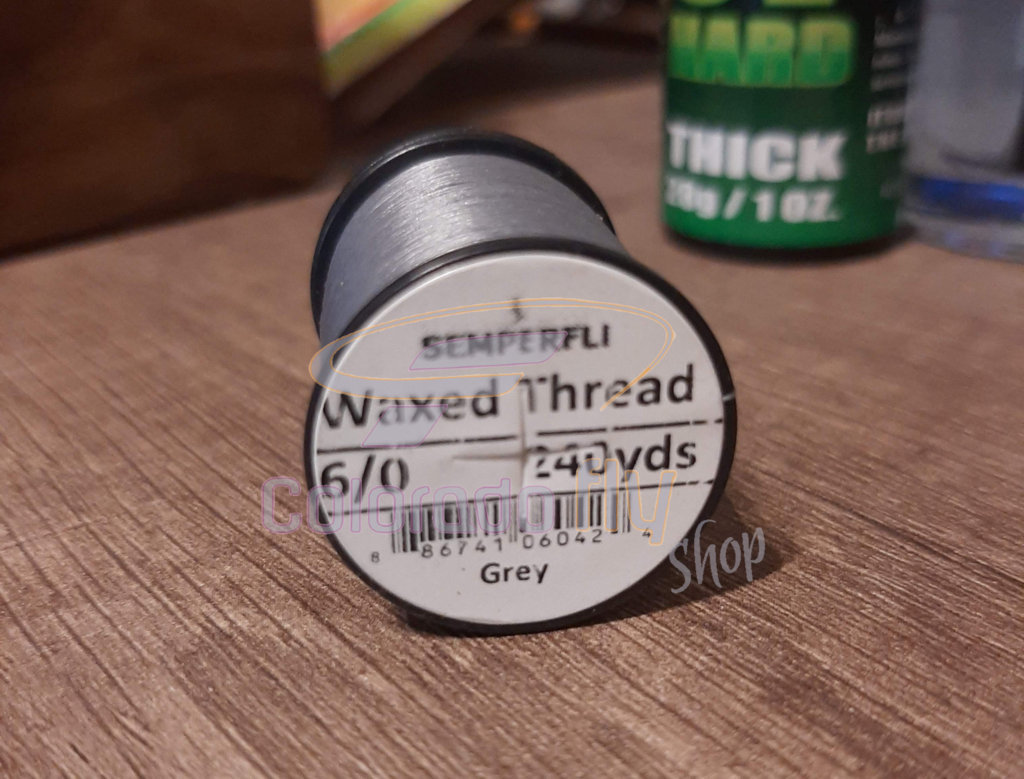 HARD
THICK
28g / 1 OZ.
SEMPERFLI
Waxed Thread
6/0 240yds
8 86741 06042 4
Grey
Colorado fly
Shop